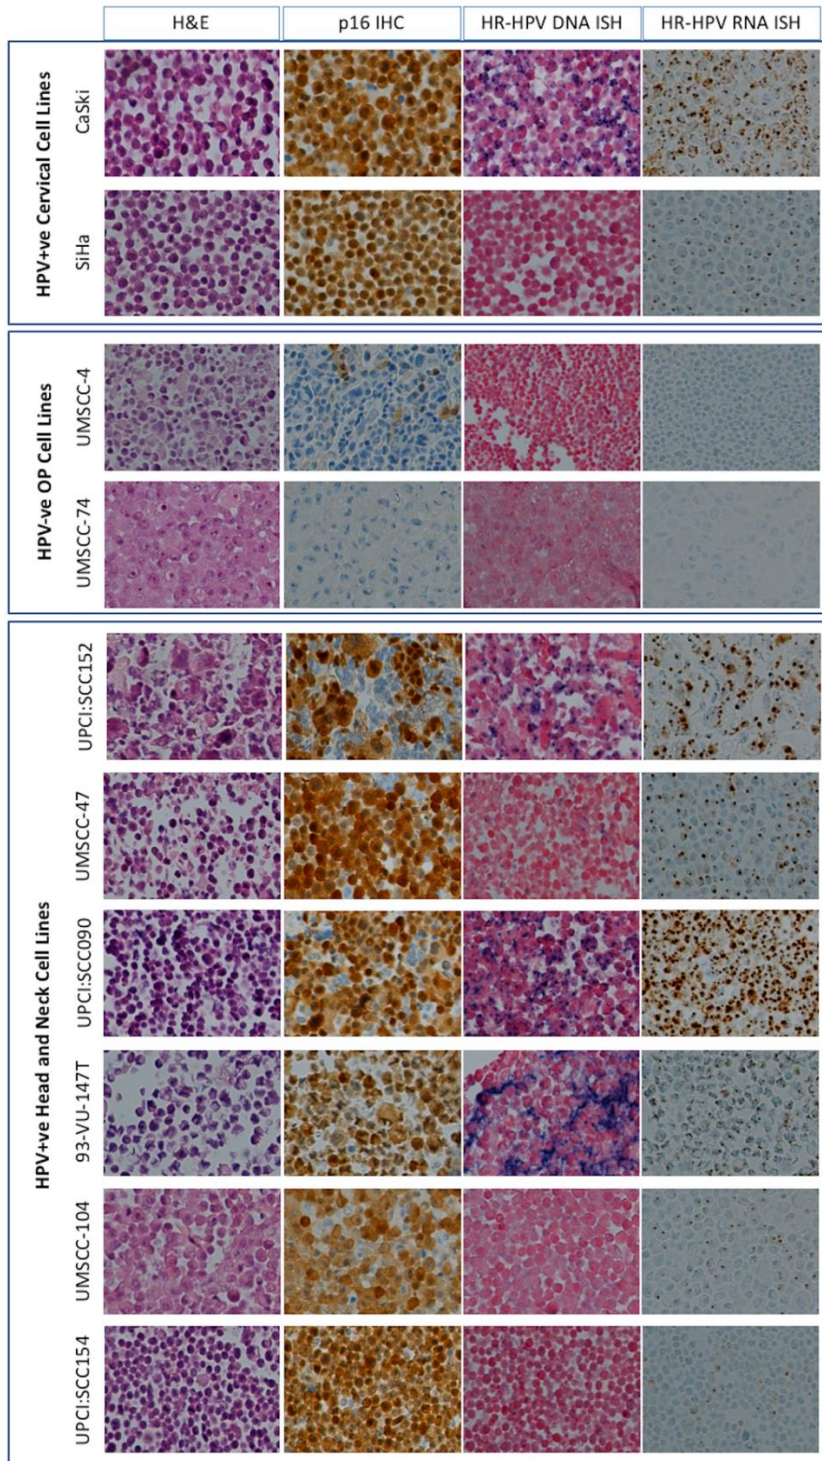 H&E
p16 IHC
HR-HPV DNA ISH
HR-HPV RNA ISH
HPV+ve Cervical Cell Lines
CaSki
SiHa
HPV-ve OP Cell Lines
UMSCC-4
UMSCC-74
HPV+ve Head and Neck Cell Lines
UPCI:SCC152
UMSCC-47
UPCI:SCC090
93-VU-147T
UMSCC-104
UPCI:SCC154